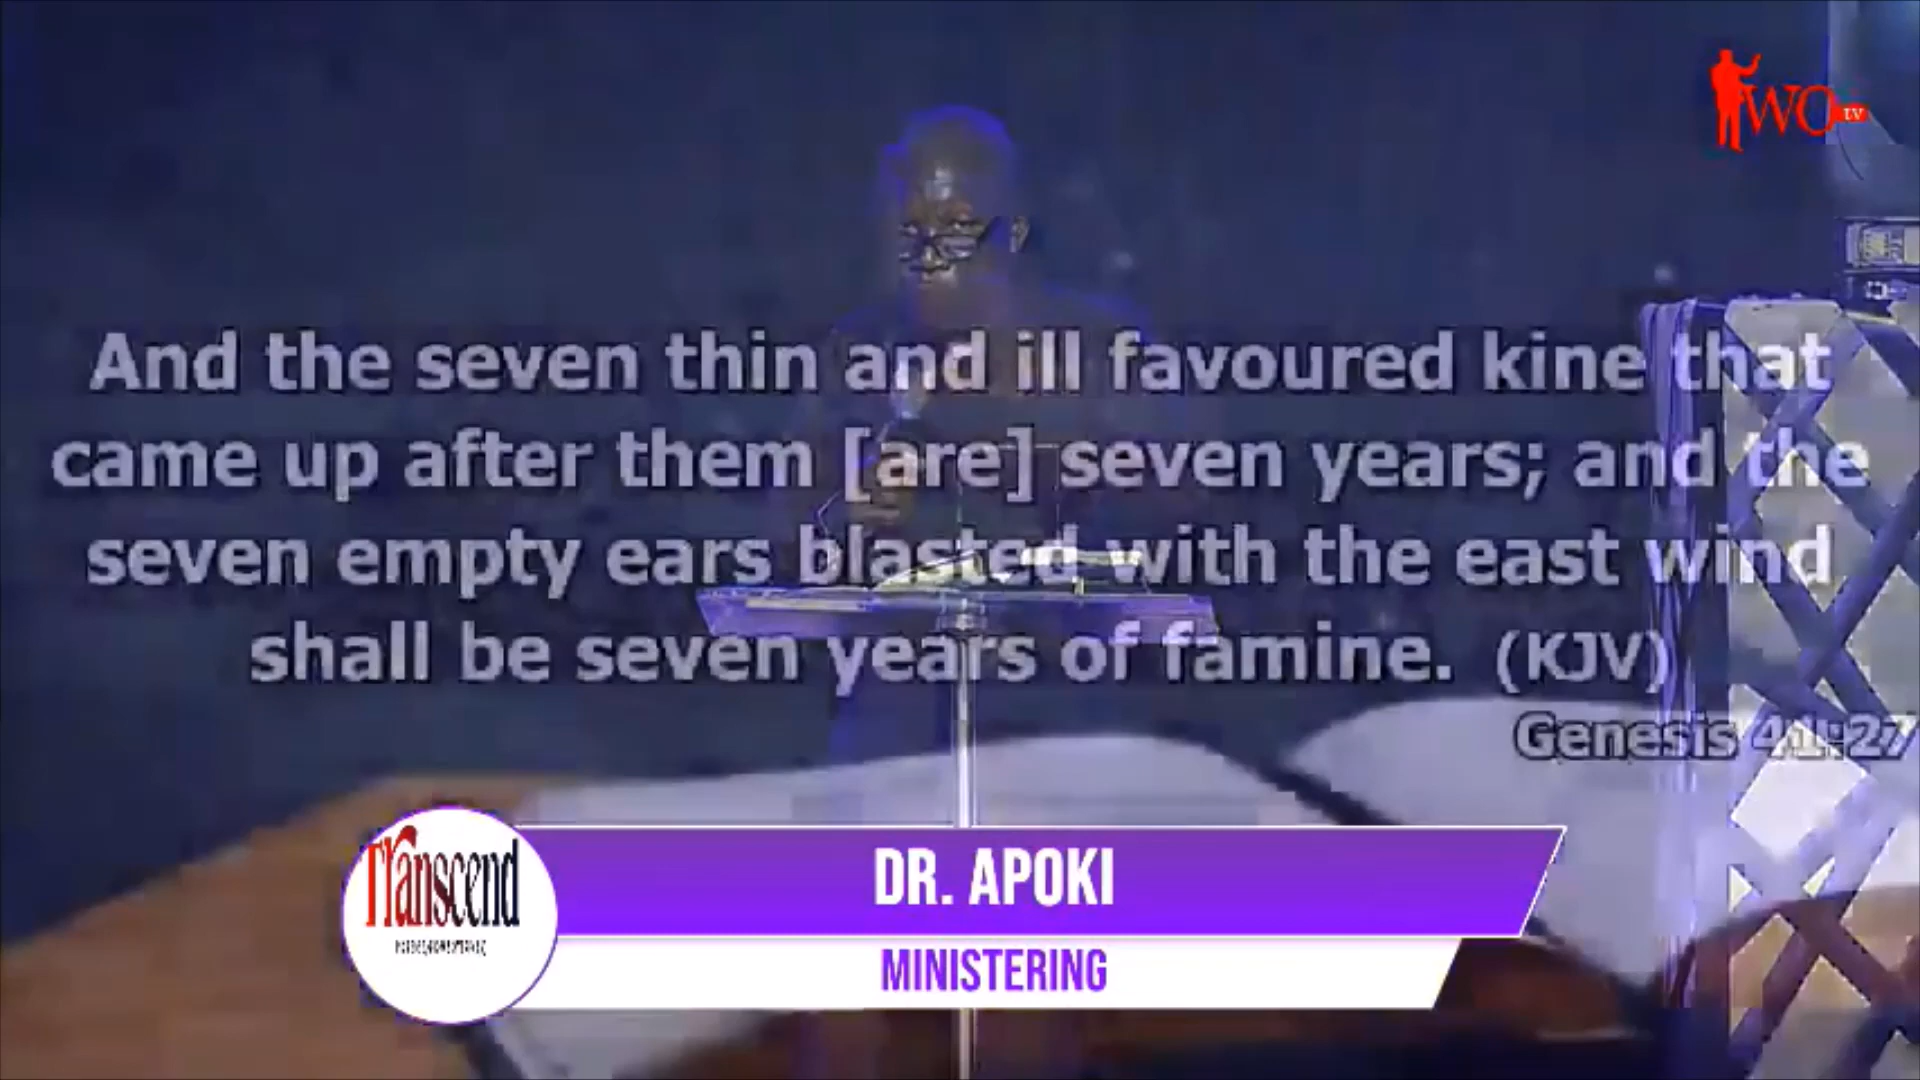 WO tv
And the seven thin and ill favoured kine that
came up after them [are] seven years; and the
seven empty ears blasted with the east wind
shall be seven years of famine. (KJV)
Genesis 41:27
Transcend
DR. APOKI
MINISTERING